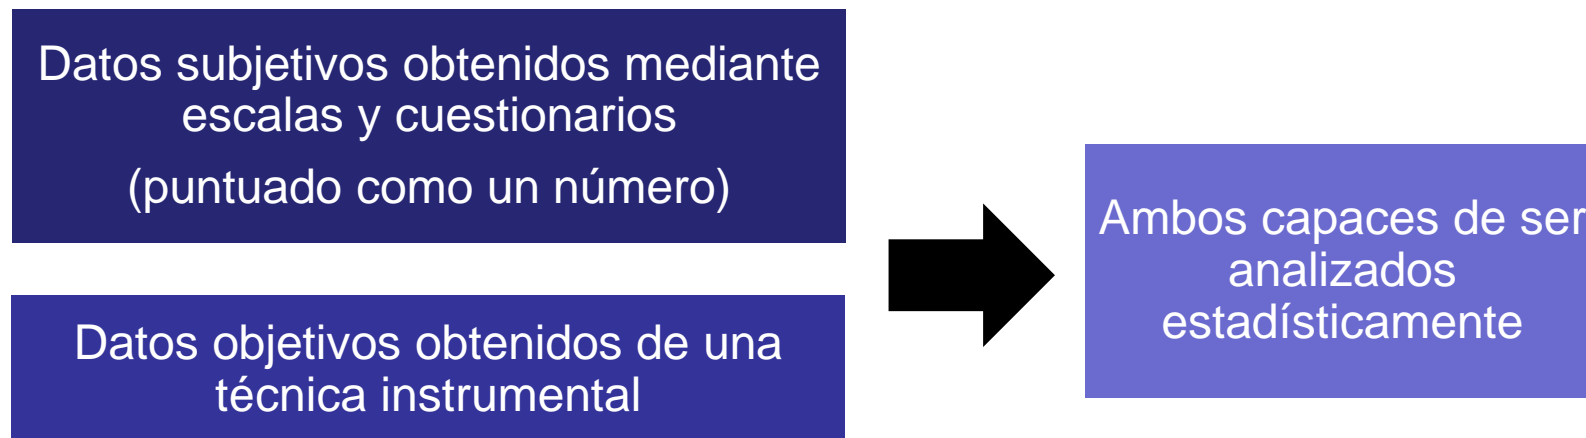 Datos subjetivos obtenidos mediante
escalas y cuestionarios
(puntuado como un número)
Datos objetivos obtenidos de una
técnica instrumental
Ambos capaces de ser
analizados
estadísticamente